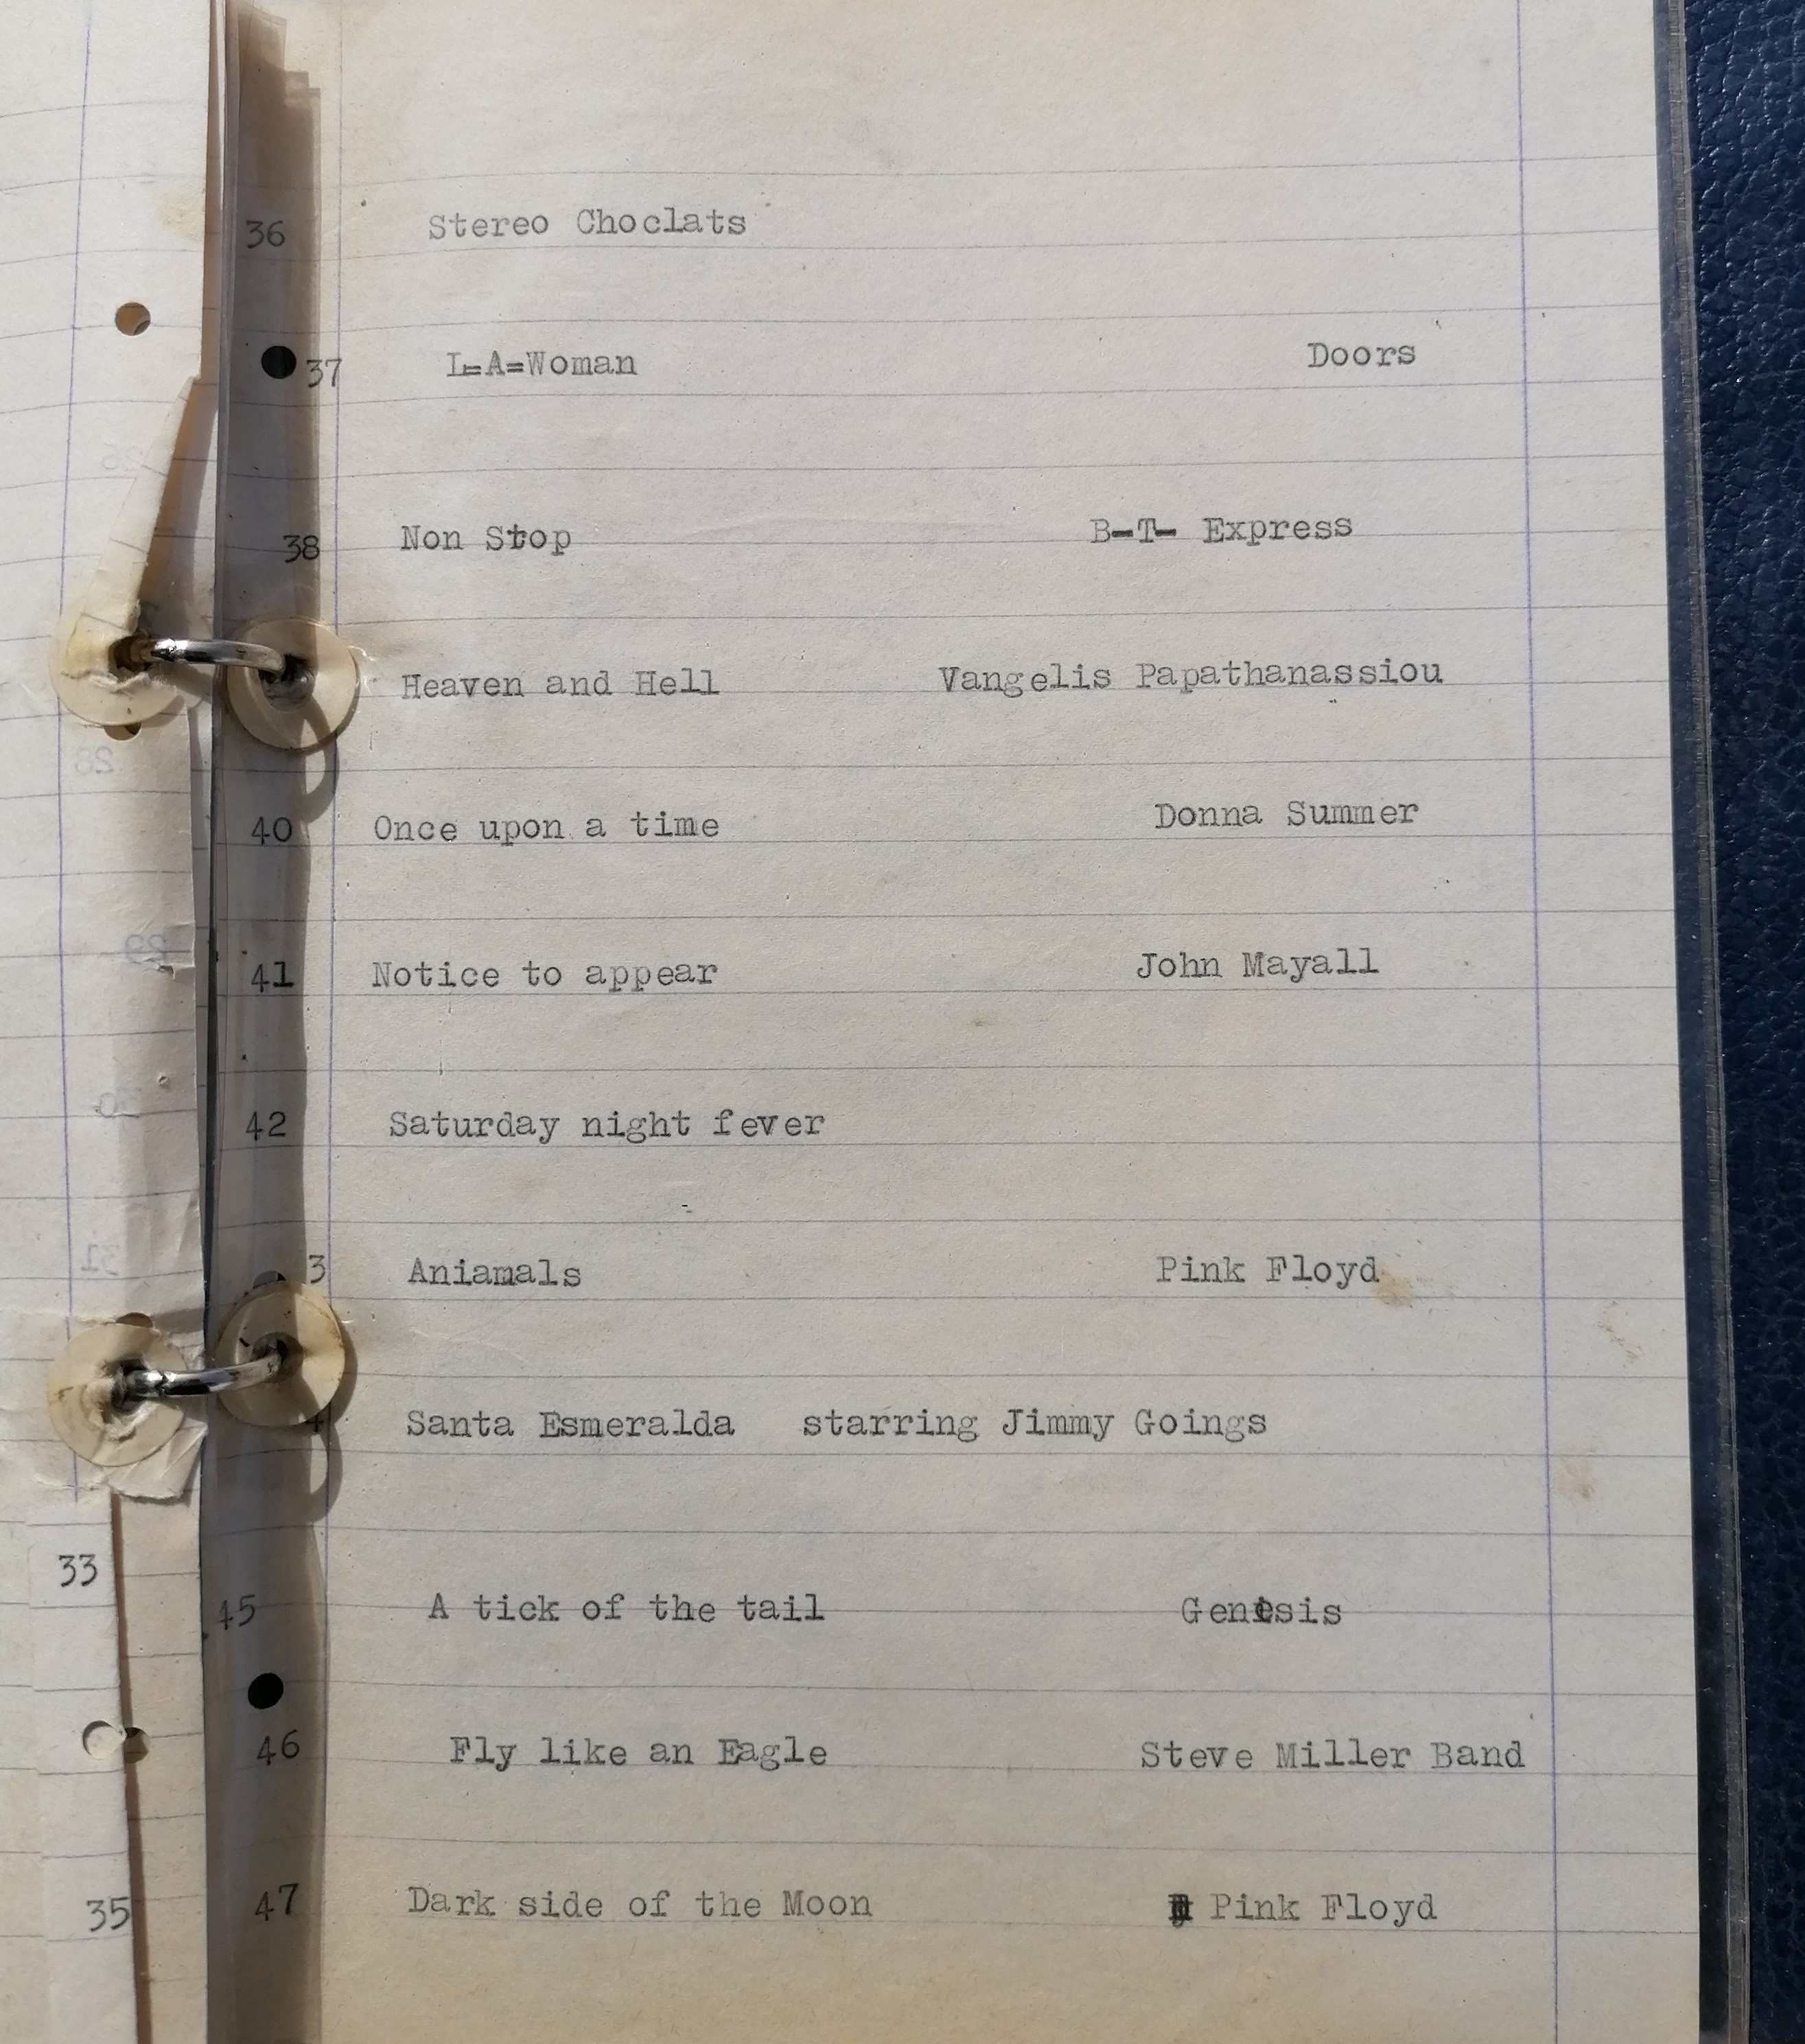 36 Stereo Choclats
37 L-A=Woman Doors
38 Non Stop B-T- Express
Heaven and Hell Vangelis Papathanassiou
40 Once upon a time Donna Summer
41 Notice to appear John Mayall
42 Saturday night fever
3 Aniamals Pink Floyd
4 Santa Esmeralda starring Jimmy Goings
33
45 A tick of the tail Genesis
46 Fly like an Eagle Steve Miller Band
35
47 Dark side of the Moon Pink Floyd